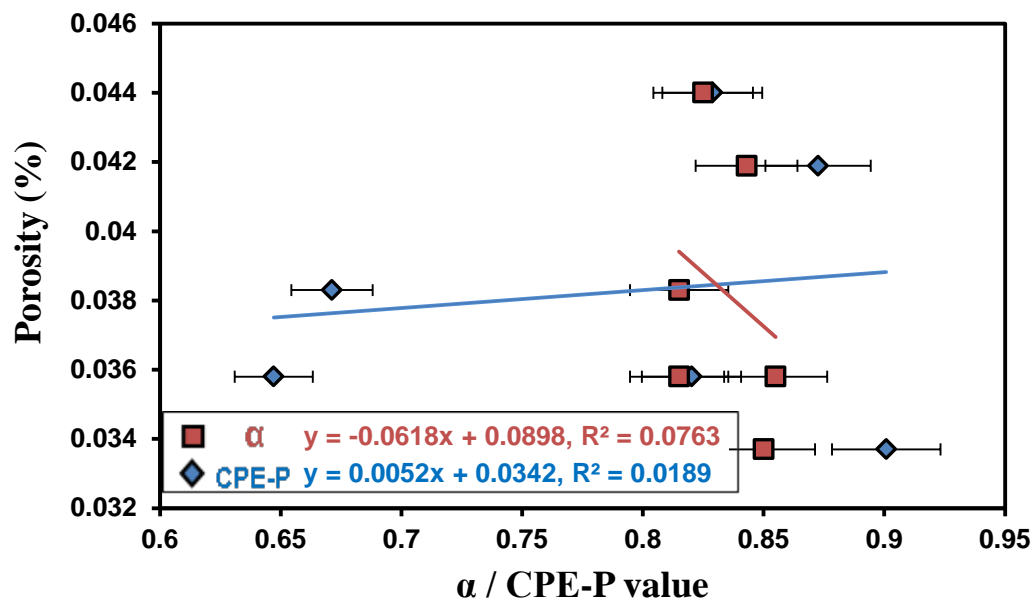 0.046
0.044
0.042
0.04
0.038
0.036
0.034
0.032
Porosity (%)
α y = -0.0618x + 0.0898, R² = 0.0763
CPE-P y = 0.0052x + 0.0342, R² = 0.0189
0.6 0.65 0.7 0.75 0.8 0.85 0.9 0.95
α / CPE-P value